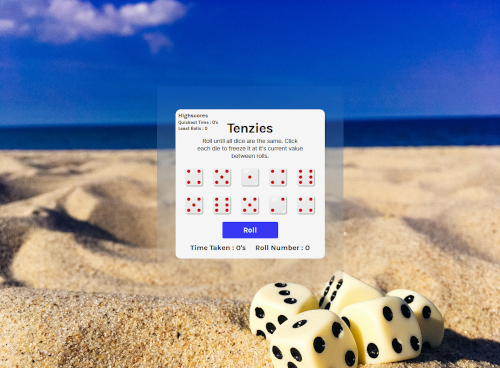 Highscores
Quickest Time : 0's
Least Rolls : 0
Tenzies
Roll until all dice are the same. Click
each die to freeze it at it's current value
between rolls.
Roll
Time Taken : 0's Roll Number : 0